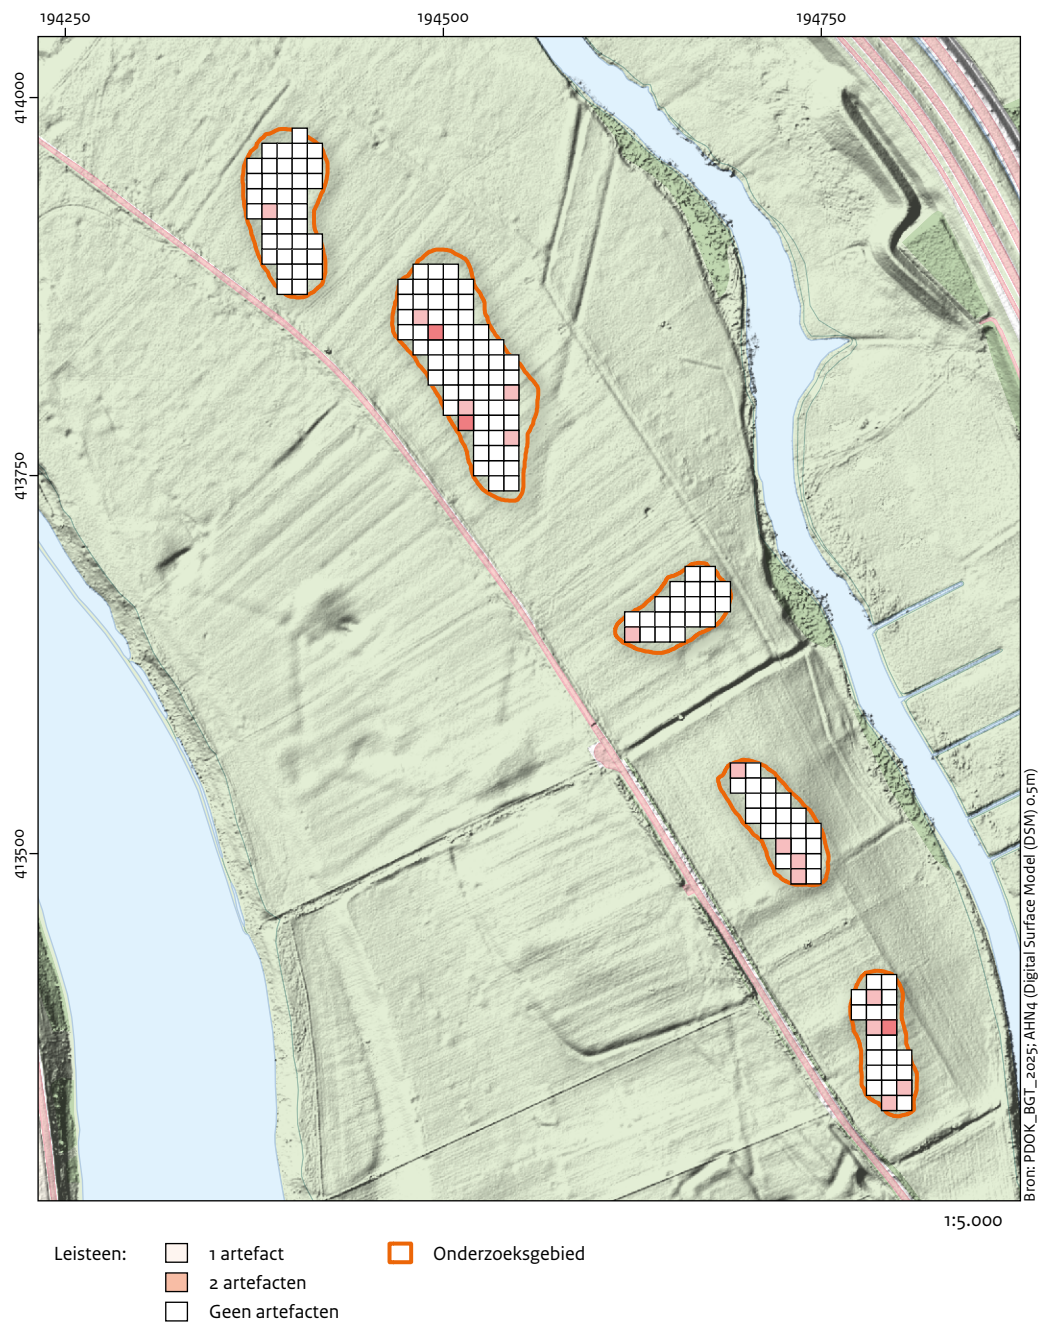 194250 194500 194750
414000
413750
413500
Bron: PDOK_BGT_2025; AHN4 (Digital Surface Model (DSM) 0.5m)
1:5.000
Leisteen: 1 artefact Onderzoeksgebied
2 artefacten
Geen artefacten